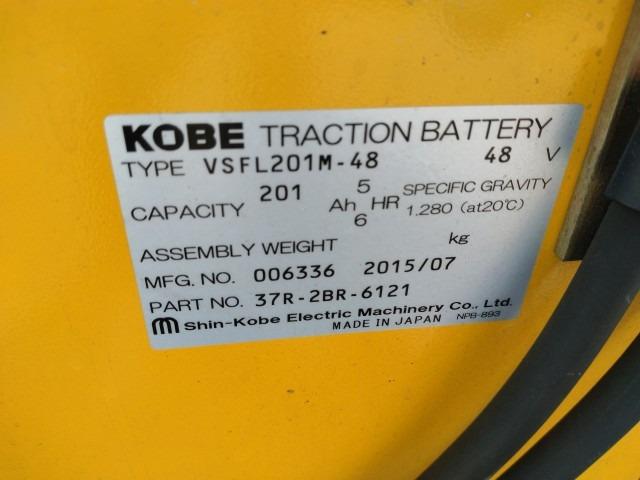 KOBE TRACTION BATTERY
TYPE VSFL201M-48 48 V
CAPACITY 201 Ah 5 HR SPECIFIC GRAVITY
6 1.280 (at20℃)
ASSEMBLY WEIGHT kg
MFG. NO. 006336 2015/07
PART NO. 37R-2BR-6121
Shin-Kobe Electric Machinery Co., Ltd.
MADE IN JAPAN NPB-893